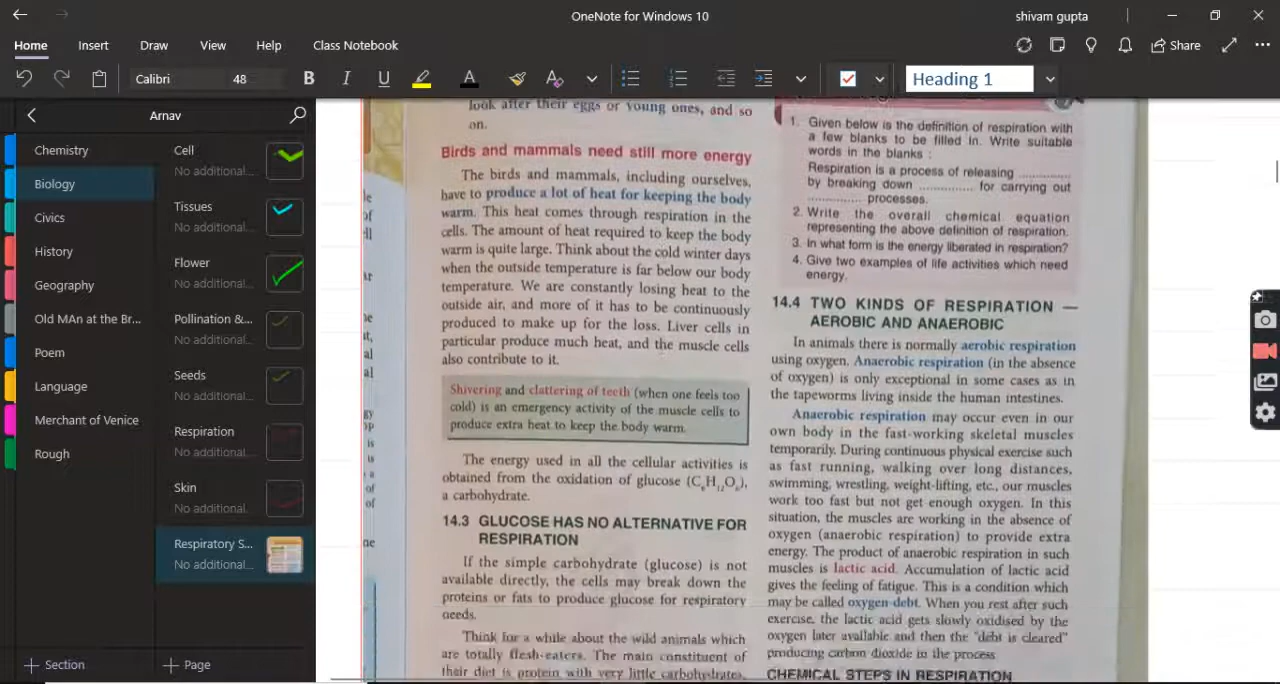 OneNote for Windows 10
shivam gupta
Home Insert Draw View Help Class Notebook
Share
Calibri 48 B I U A A Heading 1
Arnav
Chemistry
Biology
Civics
History
Geography
Old MAn at the Br...
Poem
Language
Merchant of Venice
Rough
+ Section
Cell
No additional...
Tissues
No additional...
Flower
No additional...
Pollination &...
No additional...
Seeds
No additional...
Respiration
No additional...
Skin
No additional.
Respiratory S...
No additional...
+ Page
look after their eggs or young ones, and so
on.
Birds and mammals need still more energy
The birds and mammals, including ourselves,
have to produce a lot of heat for keeping the body
warm. This heat comes through respiration in the
cells. The amount of heat required to keep the body
warm is quite large. Think about the cold winter days
when the outside temperature is far below our body
temperature. We are constantly losing heat to the
outside air, and more of it has to be continuously
produced to make up for the loss. Liver cells in
particular produce much heat, and the muscle cells
also contribute to it.
Shivering and clattering of teeth (when one feels too
cold) is an emergency activity of the muscle cells to
produce extra heat to keep the body warm.
The energy used in all the cellular activities is
obtained from the oxidation of glucose (C₆H₁₂O₆),
a carbohydrate.
14.3 GLUCOSE HAS NO ALTERNATIVE FOR
RESPIRATION
If the simple carbohydrate (glucose) is not
available directly, the cells may break down the
proteins or fats to produce glucose for respiratory
needs.
Think for a while about the wild animals which
are totally flesh-eaters. The main constituent of
their diet is protein with very little carbohydrates,
1. Given below is the definition of respiration with
a few blanks to be filled in. Write suitable
words in the blanks :
Respiration is a process of releasing ............
by breaking down .............. for carrying out
.............. processes.
2. Write the overall chemical equation
representing the above definition of respiration.
3. In what form is the energy liberated in respiration?
4. Give two examples of life activities which need
energy.
14.4 TWO KINDS OF RESPIRATION —
AEROBIC AND ANAEROBIC
In animals there is normally aerobic respiration
using oxygen. Anaerobic respiration (in the absence
of oxygen) is only exceptional in some cases as in
the tapeworms living inside the human intestines.
Anaerobic respiration may occur even in our
own body in the fast-working skeletal muscles
temporarily. During continuous physical exercise such
as fast running, walking over long distances,
swimming, wrestling, weight-lifting, etc., our muscles
work too fast but not get enough oxygen. In this
situation, the muscles are working in the absence of
oxygen (anaerobic respiration) to provide extra
energy. The product of anaerobic respiration in such
muscles is lactic acid. Accumulation of lactic acid
gives the feeling of fatigue. This is a condition which
may be called oxygen-debt. When you rest after such
exercise, the lactic acid gets slowly oxidised by the
oxygen later available and then the "debt is cleared"
producing carbon dioxide in the process.
CHEMICAL STEPS IN RESPIRATION